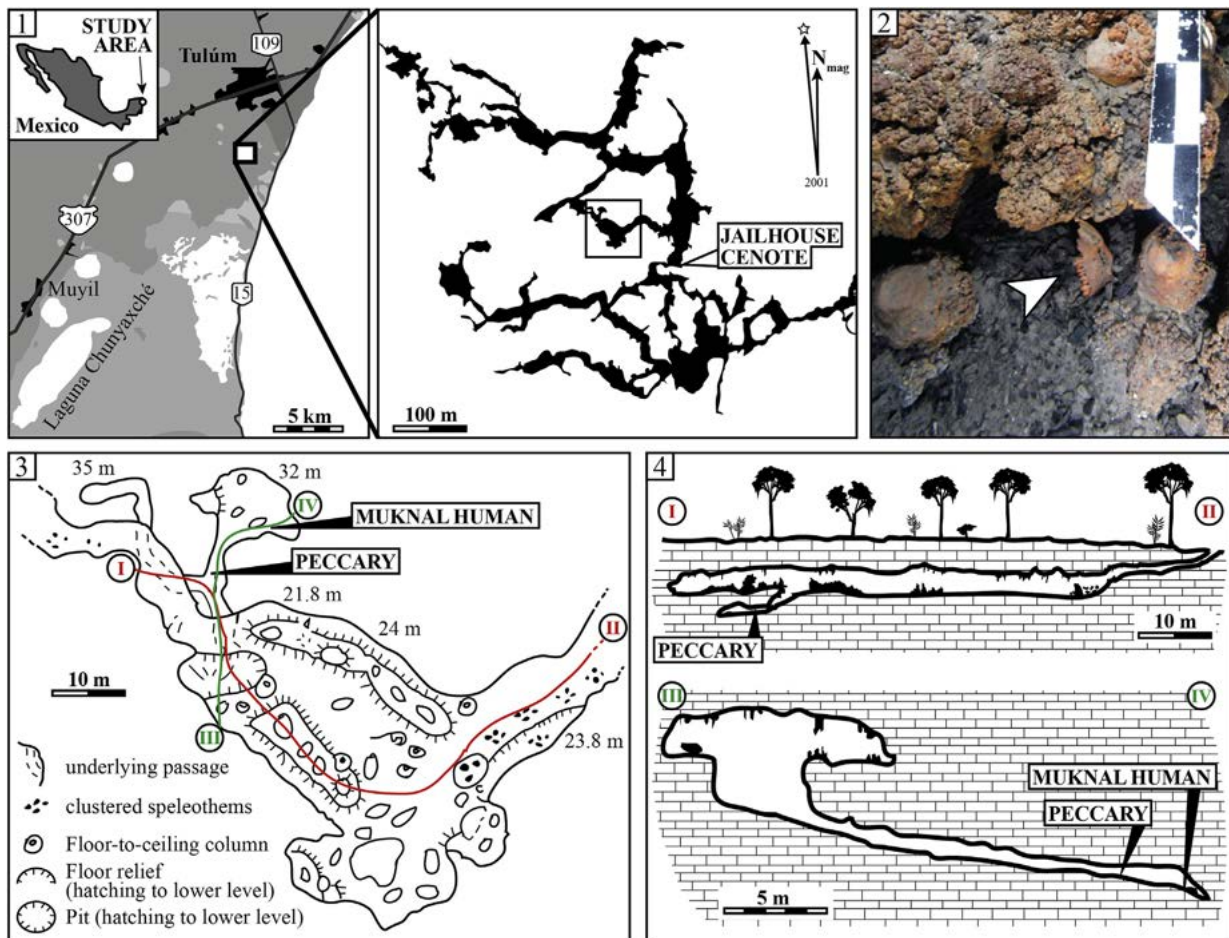 1
STUDY
AREA
Mexico
Tulúm
109
307
Muyil
15
Laguna Chunyaxché
5 km
N mag
2001
JAILHOUSE
CENOTE
100 m
2
3
35 m
32 m
IV
MUKNAL HUMAN
I
PECCARY
21.8 m
24 m
II
10 m
III
23.8 m
underlying passage
clustered speleothems
Floor-to-ceiling column
Floor relief
(hatching to lower level)
Pit (hatching to lower level)
4
I
II
PECCARY
10 m
III
IV
MUKNAL HUMAN
PECCARY
5 m